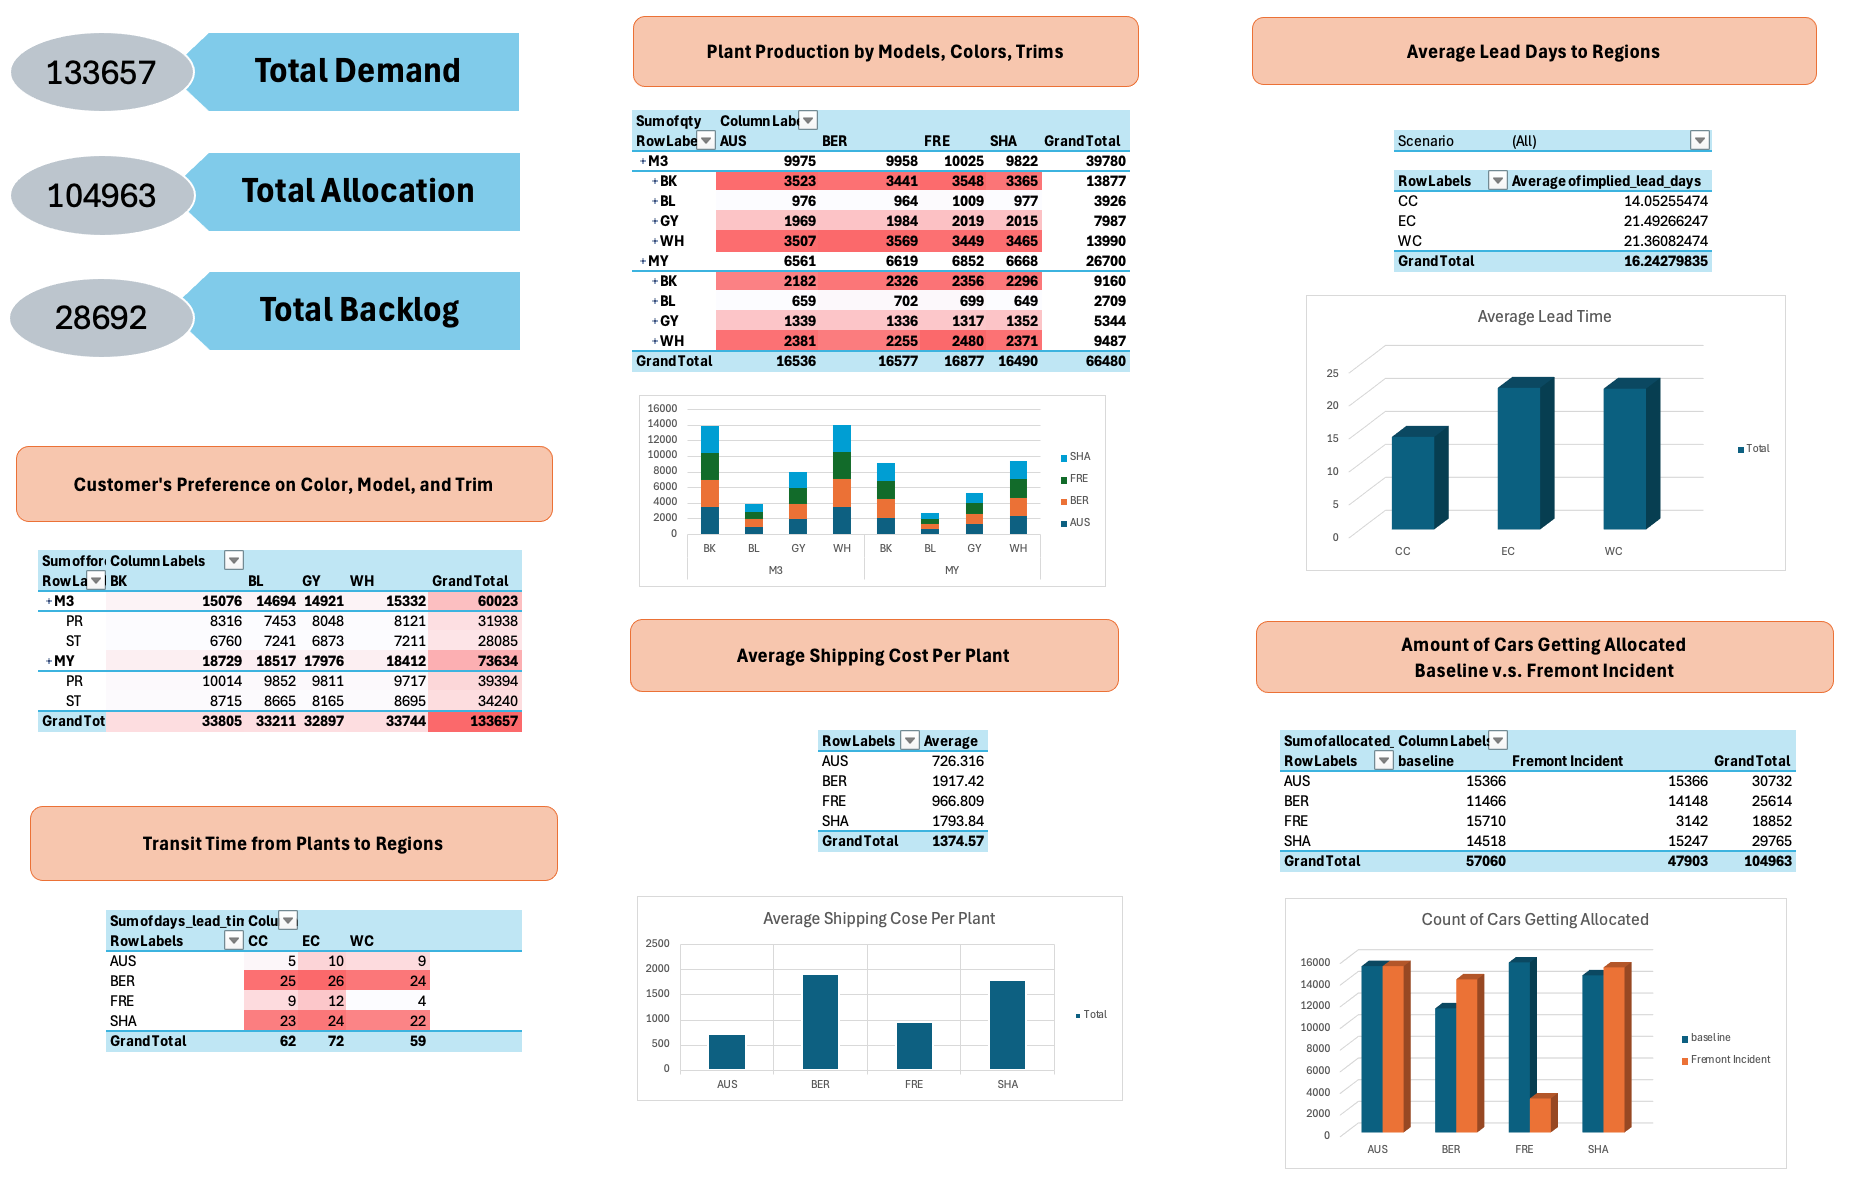 133657 Total Demand
104963 Total Allocation
28692 Total Backlog
Customer's Preference on Color, Model, and Trim
Sum of for Column Labels
Row La BK BL GY WH Grand Total
+M3 15076 14694 14921 15332 60023
PR 8316 7453 8048 8121 31938
ST 6760 7241 6873 7211 28085
+MY 18729 18517 17976 18412 73634
PR 10014 9852 9811 9717 39394
ST 8715 8665 8165 8695 34240
Grand Tot 33805 33211 32897 33744 133657
Transit Time from Plants to Regions
Sum of days_lead_tim Colu
Row Labels CC EC WC
AUS 5 10 9
BER 25 26 24
FRE 9 12 4
SHA 23 24 22
Grand Total 62 72 59
Plant Production by Models, Colors, Trims
Sum of qty Column Labe
Row Labe AUS BER FRE SHA Grand Total
+M3 9975 9958 10025 9822 39780
+BK 3523 3441 3548 3365 13877
+BL 976 964 1009 977 3926
+GY 1969 1984 2019 2015 7987
+WH 3507 3569 3449 3465 13990
+MY 6561 6619 6852 6668 26700
+BK 2182 2326 2356 2296 9160
+BL 659 702 699 649 2709
+GY 1339 1336 1317 1352 5344
+WH 2381 2255 2480 2371 9487
Grand Total 16536 16577 16877 16490 66480
16000
14000
12000
10000
8000
6000
4000
2000
0
BK BL GY WH BK BL GY WH
M3 MY
SHA
FRE
BER
AUS
Average Shipping Cost Per Plant
Row Labels Average
AUS 726.316
BER 1917.42
FRE 966.809
SHA 1793.84
Grand Total 1374.57
Average Shipping Cose Per Plant
2500
2000
1500
1000
500
0
AUS BER FRE SHA
Total
Average Lead Days to Regions
Scenario (All)
Row Labels Average of implied_lead_days
CC 14.05255474
EC 21.49266247
WC 21.36082474
Grand Total 16.24279835
Average Lead Time
25
20
15
10
5
0
CC EC WC
Total
Amount of Cars Getting Allocated
Baseline v.s. Fremont Incident
Sum of allocated_ Column Labels
Row Labels baseline Fremont Incident Grand Total
AUS 15366 15366 30732
BER 11466 14148 25614
FRE 15710 3142 18852
SHA 14518 15247 29765
Grand Total 57060 47903 104963
Count of Cars Getting Allocated
16000
14000
12000
10000
8000
6000
4000
2000
0
AUS BER FRE SHA
baseline
Fremont Incident